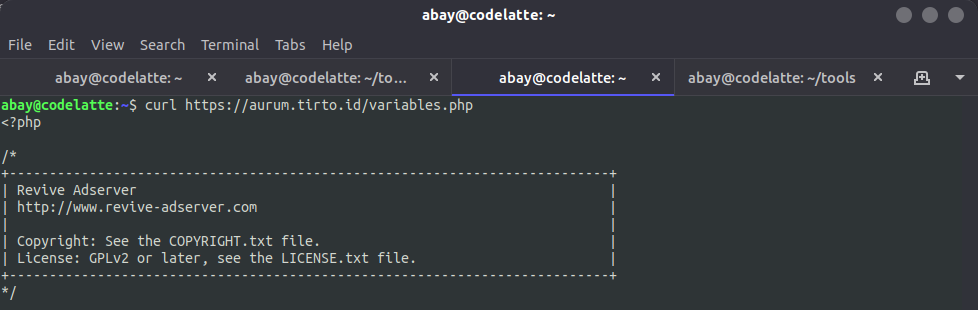 abay@codelatte: ~
File Edit View Search Terminal Tabs Help
abay@codelatte: ~ × abay@codelatte: ~/to... × abay@codelatte: ~ × abay@codelatte: ~/tools ×
abay@codelatte:~$ curl https://aurum.tirto.id/variables.php
<?php
/*
+---------------------------------------------------------------------------+
| Revive Adserver                                                           |
| http://www.revive-adserver.com                                            |
|                                                                           |
| Copyright: See the COPYRIGHT.txt file.                                    |
| License: GPLv2 or later, see the LICENSE.txt file.                        |
+---------------------------------------------------------------------------+
*/